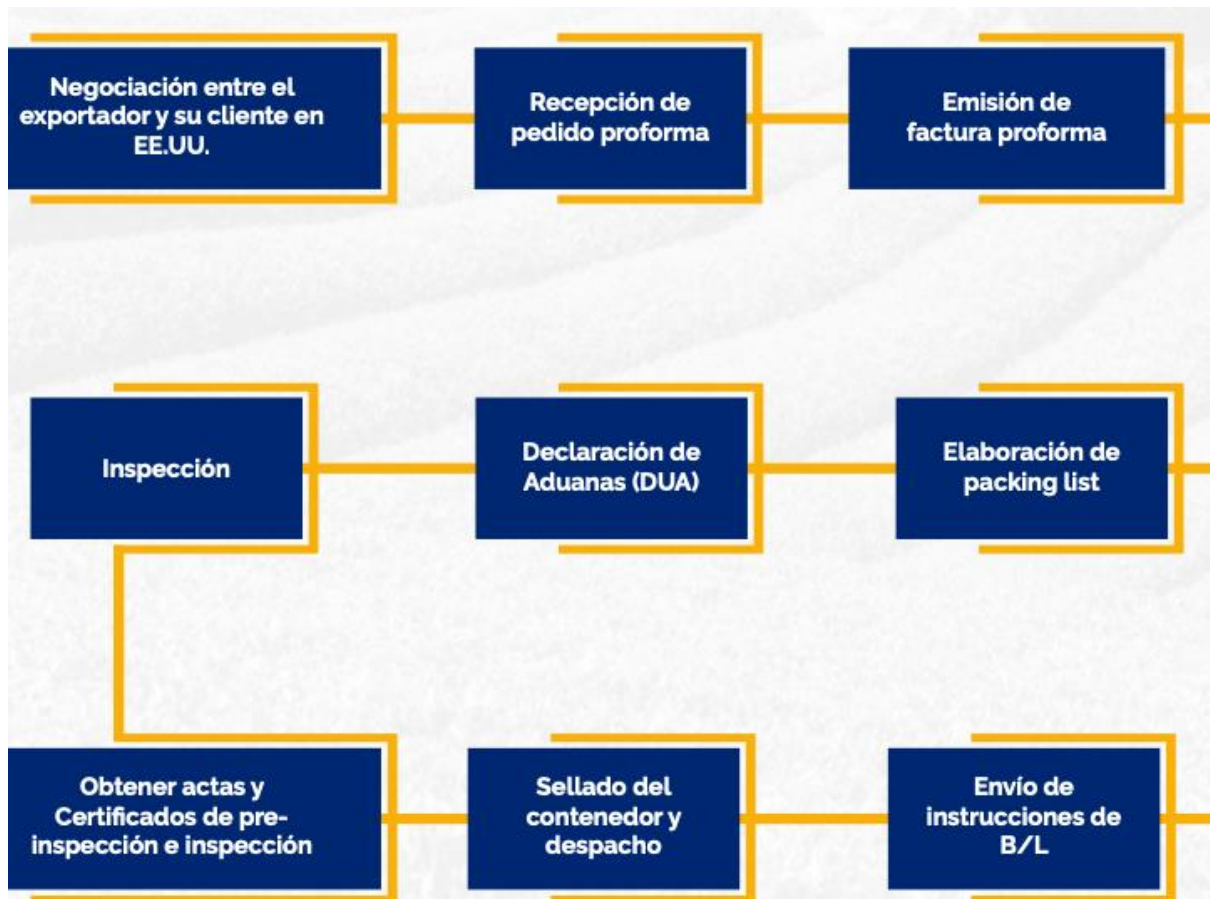 Negociación entre el
exportador y su cliente en
EE.UU.
Recepción de
pedido proforma
Emisión de
factura proforma
Inspección
Declaración de
Aduanas (DUA)
Elaboración de
packing list
Obtener actas y
Certificados de pre-
inspección e inspección
Sellado del
contenedor y
despacho
Envío de
instrucciones de
B/L